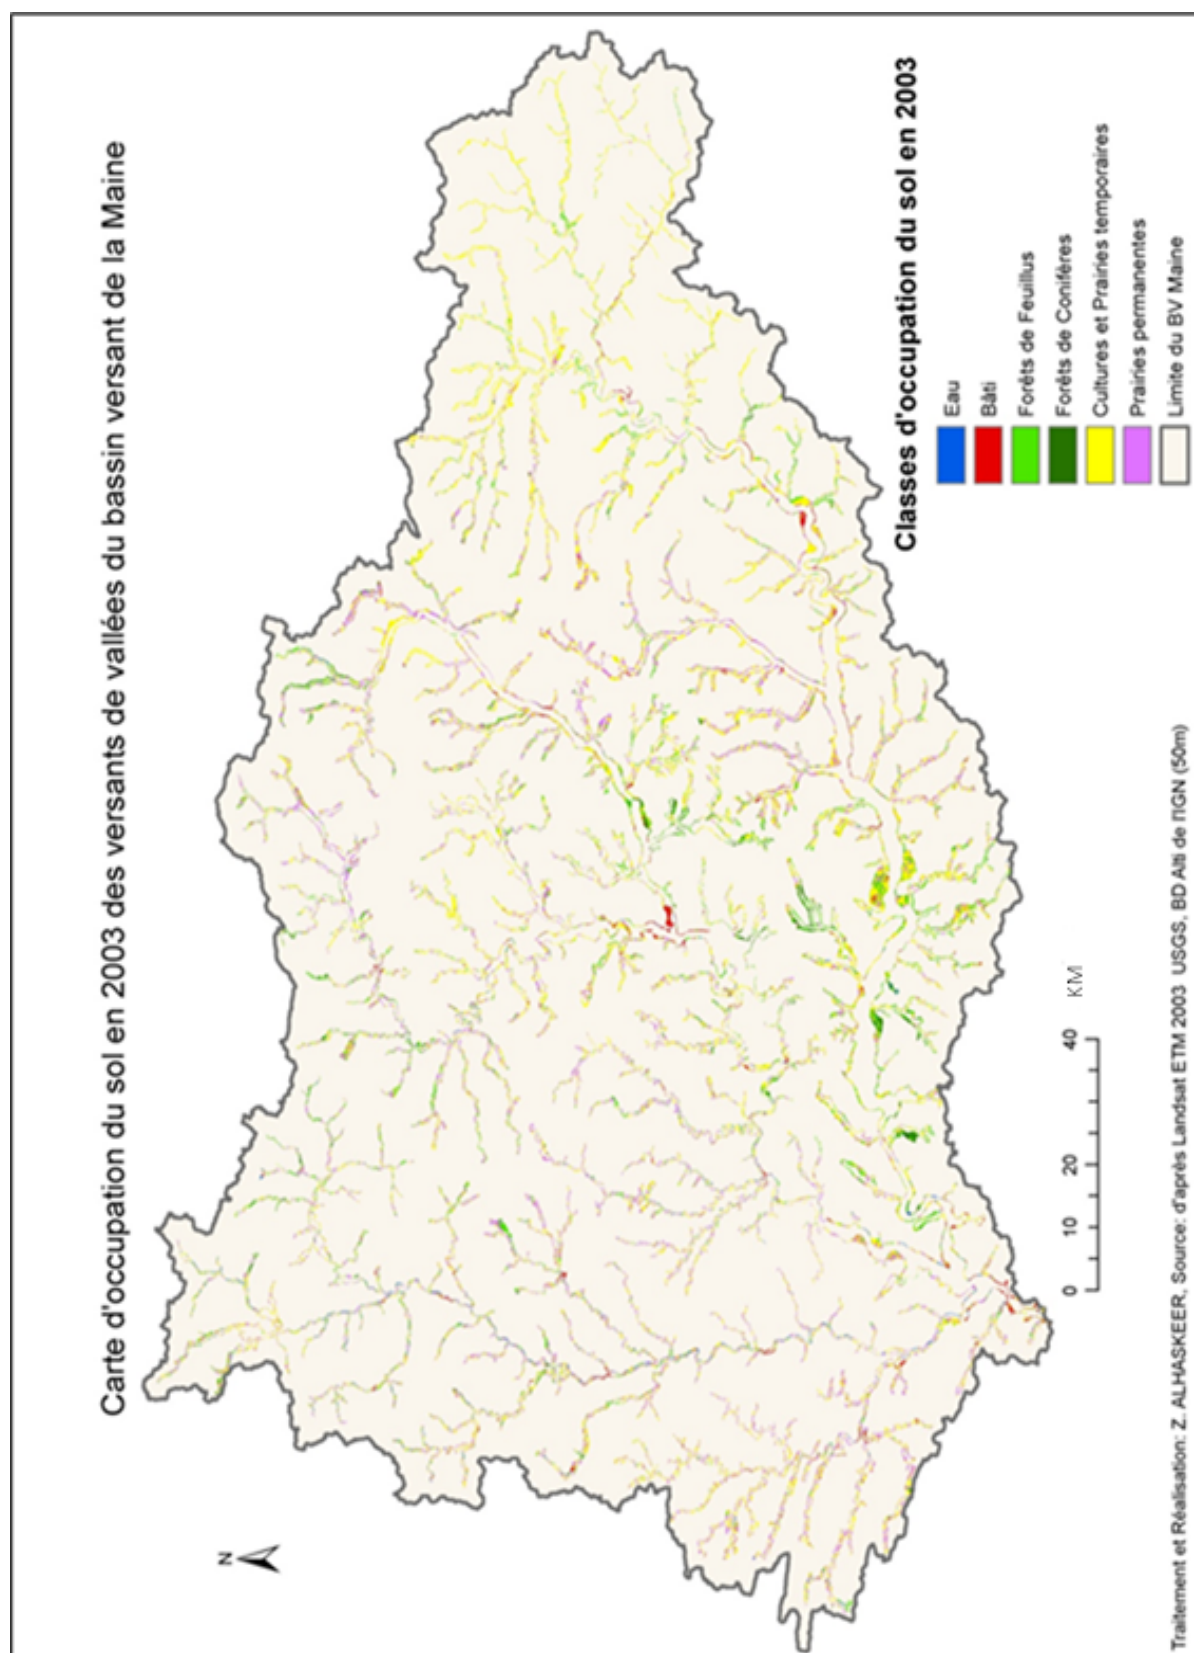 Carte d'occupation du sol en 2003 des versants de vallées du bassin versant de la Maine
N
Classes d'occupation du sol en 2003
Eau
Bâti
Forêts de Feuillus
Forêts de Conifères
Cultures et Prairies temporaires
Prairies permanentes
Limite du BV Maine
0 10 20 40 KM
Traitement et Réalisation: Z. ALHASKEER, Source: d'après Landsat ETM 2003 USGS, BD Alti de l'IGN (50m)